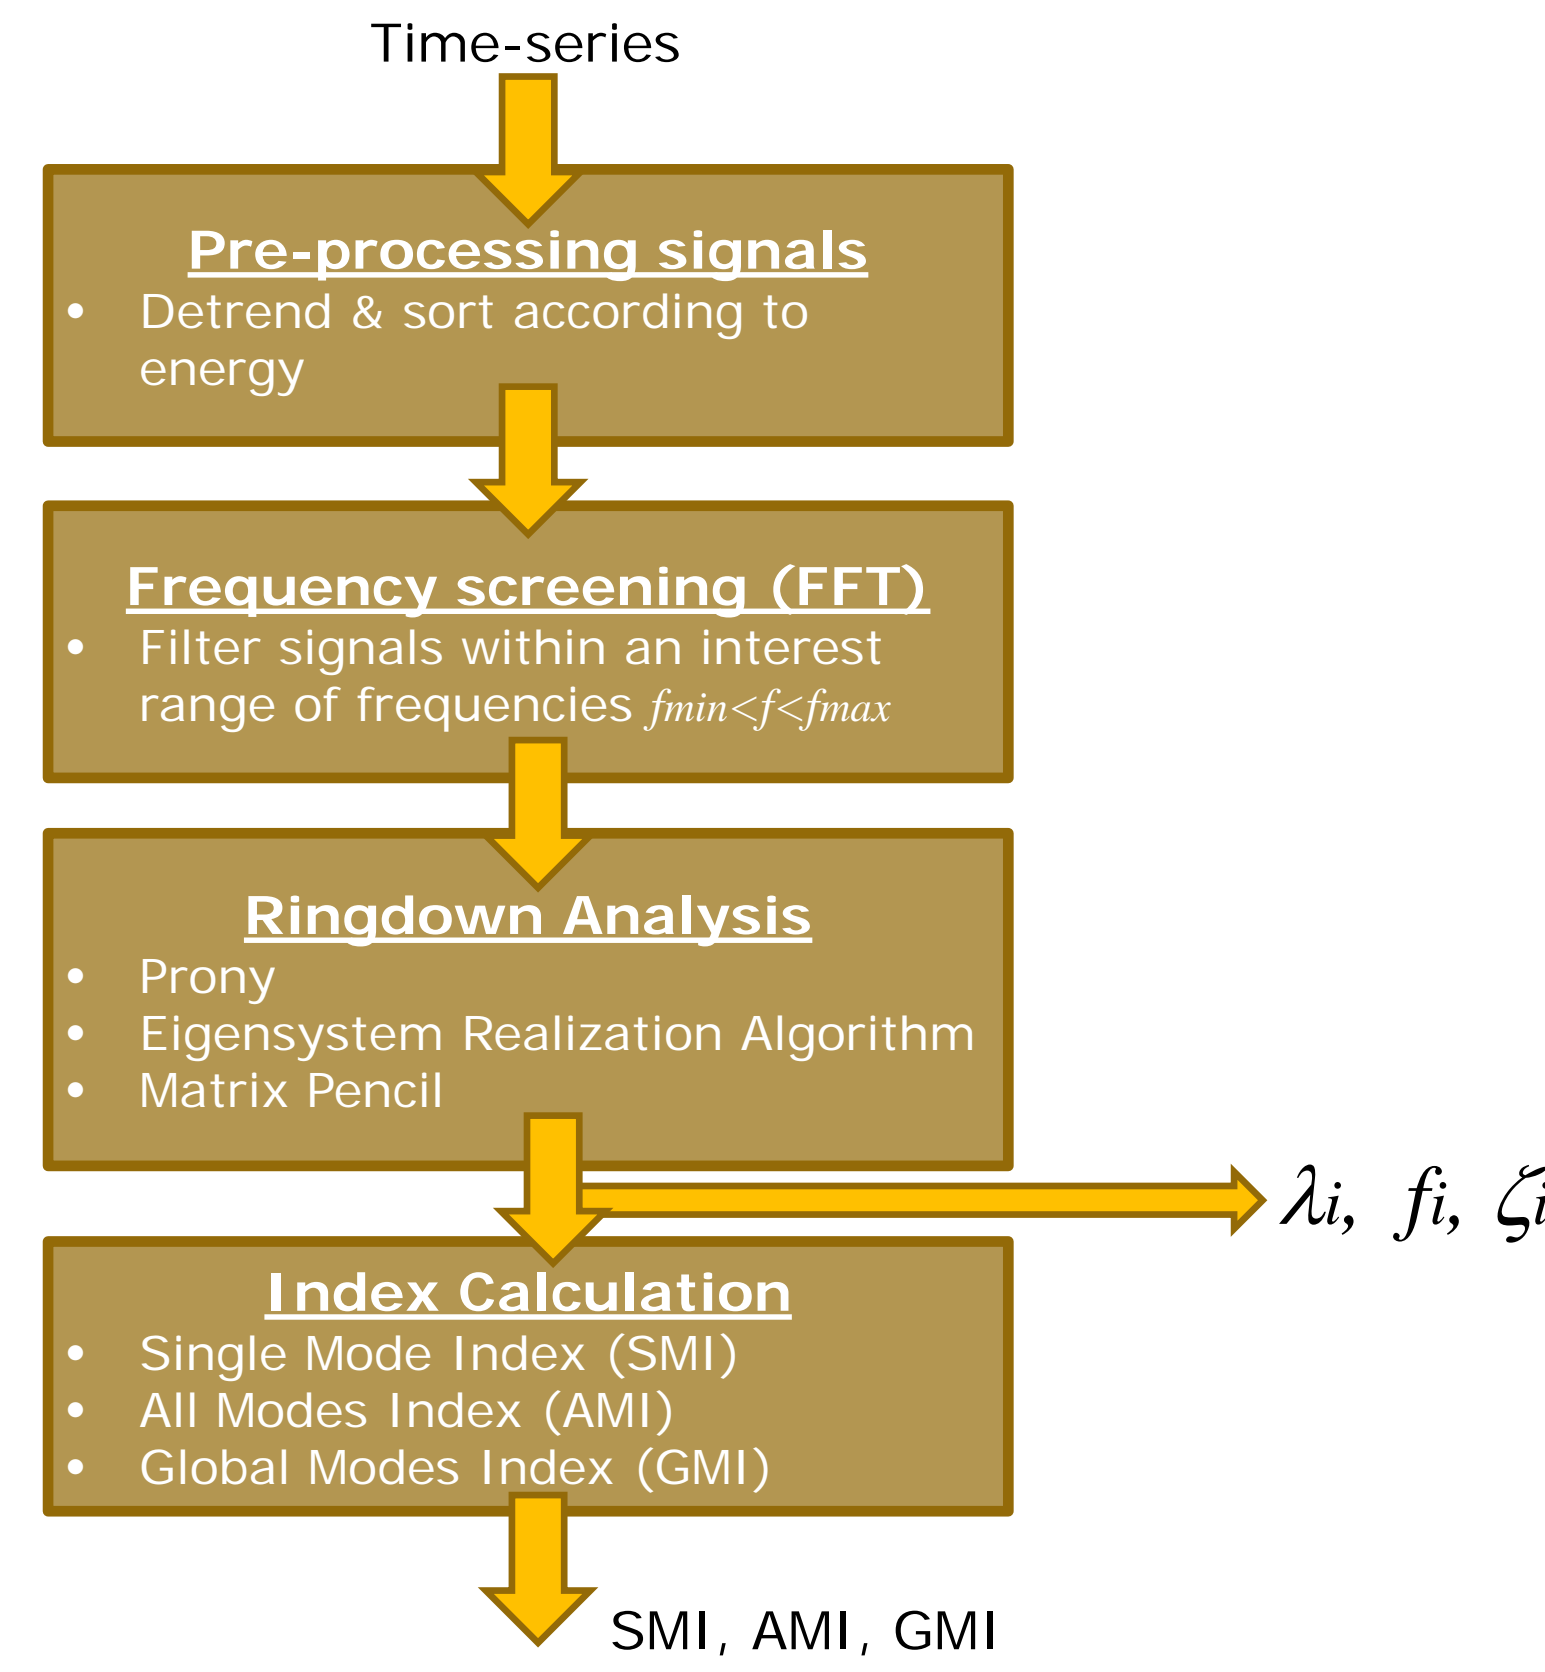 Time-series
Pre-processing signals
• Detrend & sort according to
energy
Frequency screening (FFT)
• Filter signals within an interest
range of frequencies fmin<f<fmax
Ringdown Analysis
• Prony
• Eigensystem Realization Algorithm
• Matrix Pencil
λi, fi, ζi
Index Calculation
• Single Mode Index (SMI)
• All Modes Index (AMI)
• Global Modes Index (GMI)
SMI, AMI, GMI